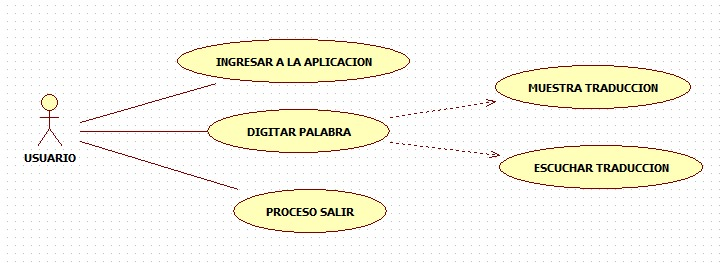 INGRESAR A LA APLICACION
MUESTRA TRADUCCION
DIGITAR PALABRA
USUARIO
ESCUCHAR TRADUCCION
PROCESO SALIR